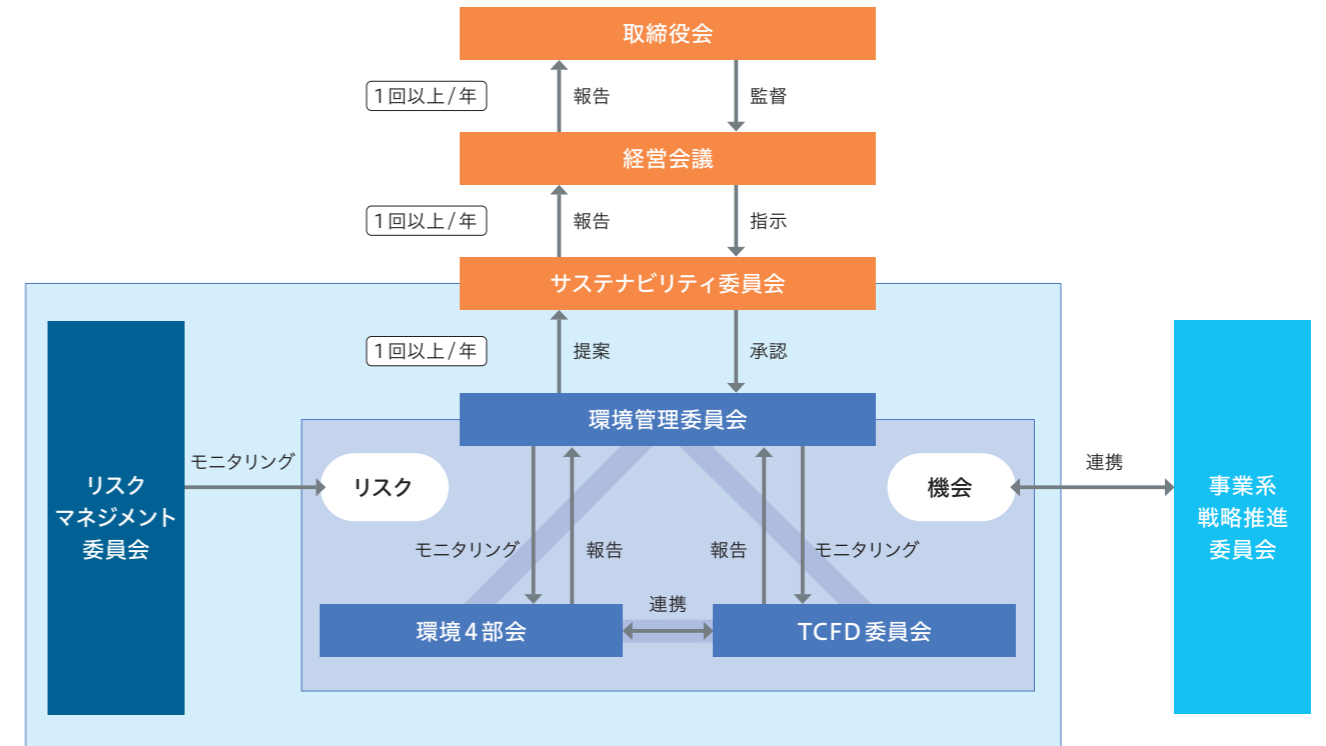 取締役会
1回以上/年
報告
監督
経営会議
1回以上/年
報告
指示
サステナビリティ委員会
1回以上/年
提案
承認
環境管理委員会
リスク
マネジメント
委員会
モニタリング
リスク
機会
連携
事業系
戦略推進
委員会
モニタリング
報告
報告
モニタリング
連携
環境4部会
TCFD委員会